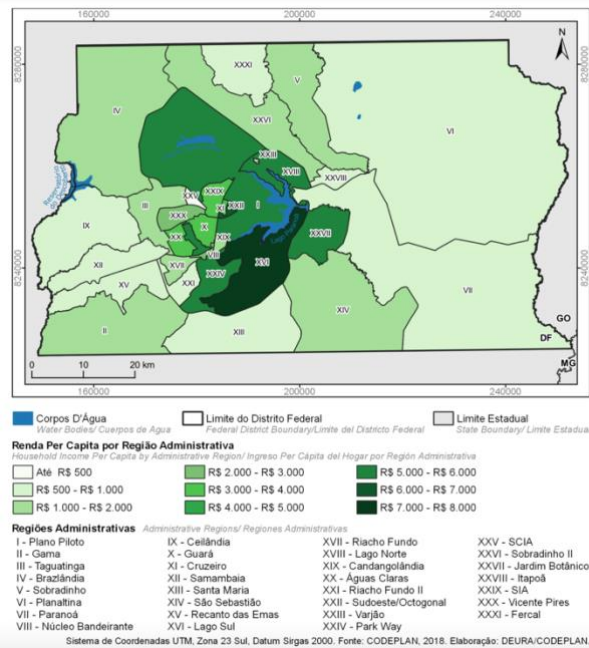 160000 200000 240000
8280000 8280000
8240000 8240000
N
XXXI
V
IV
XXVI
VI
XXIII
XVIII
XXVIII
XXV
XXIX
III
XI
XXII
I
XXX
X
XXVII
IX
XX
XIX
Lago Paranoá
VIII
XVII
XVI
XII
XXIV
XXI
XV
VII
XIV
II
XIII
GO
DF
MG
0 10 20 km
160000 200000 240000
Corpos D'Água Limite do Distrito Federal Limite Estadual
Water Bodies/ Cuerpos de Agua Federal District Boundary/Limite del Districto Federal State Boundary/ Limite Estadual
Renda Per Capita por Região Administrativa
Household Income Per Capita by Administrative Region/ Ingreso Per Cápita del Hogar por Región Administrativa
Até R$ 500 R$ 2.000 - R$ 3.000 R$ 5.000 - R$ 6.000
R$ 500 - R$ 1.000 R$ 3.000 - R$ 4.000 R$ 6.000 - R$ 7.000
R$ 1.000 - R$ 2.000 R$ 4.000 - R$ 5.000 R$ 7.000 - R$ 8.000
Regiões Administrativas Administrative Regions/ Regiones Administrativas
I - Plano Piloto IX - Ceilândia XVII - Riacho Fundo XXV - SCIA
II - Gama X - Guará XVIII - Lago Norte XXVI - Sobradinho II
III - Taguatinga XI - Cruzeiro XIX - Candangolândia XXVII - Jardim Botânico
IV - Brazlândia XII - Samambaia XX - Águas Claras XXVIII - Itapoã
V - Sobradinho XIII - Santa Maria XXI - Riacho Fundo II XXIX - SIA
VI - Planaltina XIV - São Sebastião XXII - Sudoeste/Octogonal XXX - Vicente Pires
VII - Paranoá XV - Recanto das Emas XXIII - Varjão XXXI - Fercal
VIII - Núcleo Bandeirante XVI - Lago Sul XXIV - Park Way
Sistema de Coordenadas UTM, Zona 23 Sul, Datum Sirgas 2000. Fonte: CODEPLAN, 2018. Elaboração: DEURA/CODEPLAN.